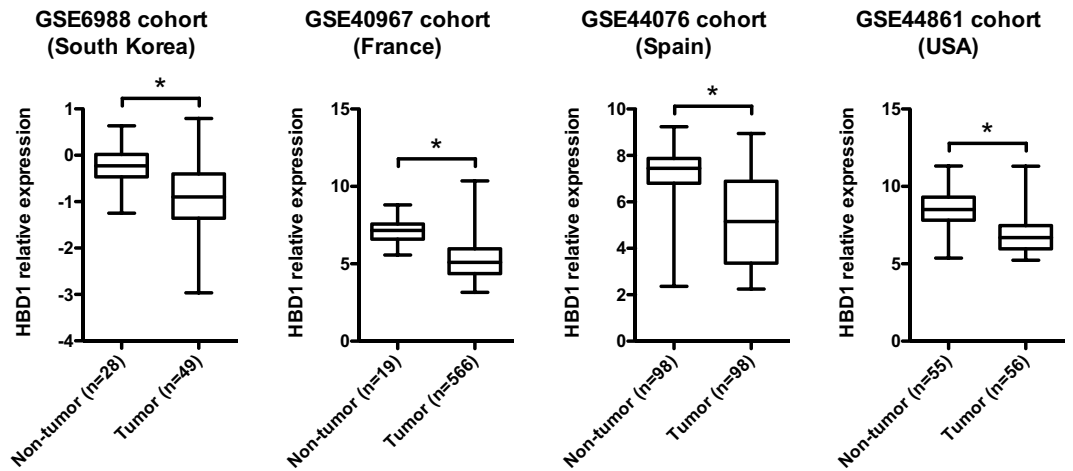 GSE6988 cohort
(South Korea)
HBD1 relative expression
1
0
-1
-2
-3
-4
*
Non-tumor (n=28)
Tumor (n=49)
GSE40967 cohort
(France)
HBD1 relative expression
15
10
5
0
*
Non-tumor (n=19)
Tumor (n=566)
GSE44076 cohort
(Spain)
HBD1 relative expression
10
8
6
4
2
0
*
Non-tumor (n=98)
Tumor (n=98)
GSE44861 cohort
(USA)
HBD1 relative expression
15
10
5
0
*
Non-tumor (n=55)
Tumor (n=56)